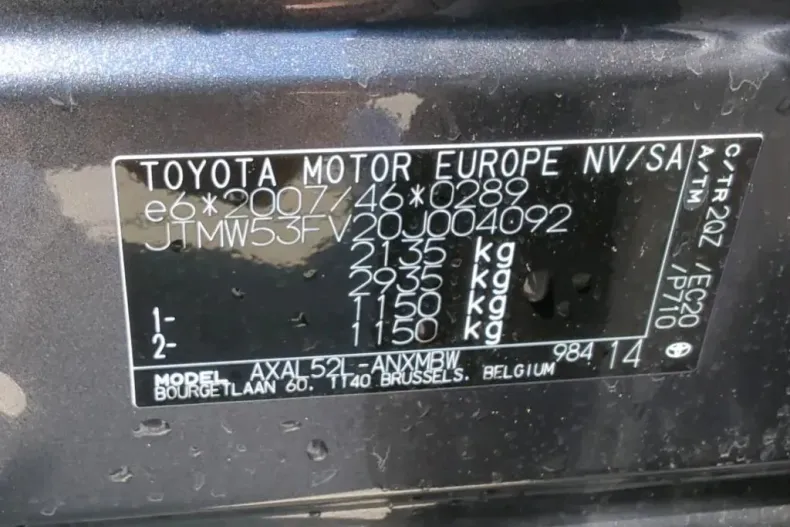 TOYOTA MOTOR EUROPE NV/SA
e6*2007/46*0289
JTMW53FV20J004092
2135 kg
2935 kg
1- 1150 kg
2- 1150 kg
MODEL AXAL52L-ANXMBW 984 14
BOURGETLAAN 60, 1140 BRUSSELS, BELGIUM
C/TR 2QZ /EC20
A/TM /P710